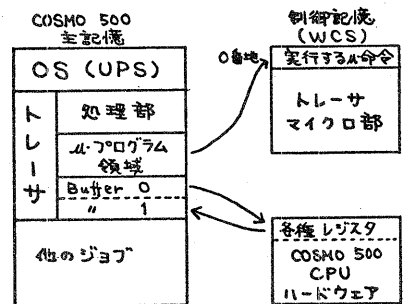 COSMO 500
主記憶
OS (UPS)
トレーサ
処理部
μ-プログラム
領域
Buffer 0
〃 1
他のジョブ
制御記憶
(WCS)
0番地
実行するμ命令
トレーサ
マイクロ部
各種レジスタ
COSMO 500
CPU
ハードウェア